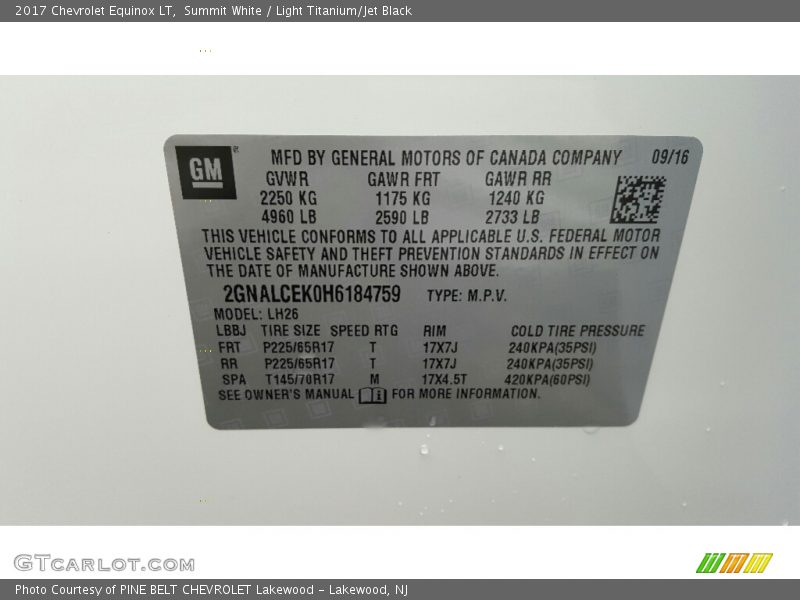 2017 Chevrolet Equinox LT,  Summit White / Light Titanium/Jet Black
GM ® MFD BY GENERAL MOTORS OF CANADA COMPANY 09/16
GVWR GAWR FRT GAWR RR
2250 KG 1175 KG 1240 KG
4960 LB 2590 LB 2733 LB
THIS VEHICLE CONFORMS TO ALL APPLICABLE U.S. FEDERAL MOTOR
VEHICLE SAFETY AND THEFT PREVENTION STANDARDS IN EFFECT ON
THE DATE OF MANUFACTURE SHOWN ABOVE.
2GNALCEK0H6184759 TYPE: M.P.V.
MODEL: LH26
LBBJ TIRE SIZE SPEED RTG RIM COLD TIRE PRESSURE
FRT P225/65R17 T 17X7J 240KPA(35PSI)
RR P225/65R17 T 17X7J 240KPA(35PSI)
SPA T145/70R17 M 17X4.5T 420KPA(60PSI)
SEE OWNER'S MANUAL FOR MORE INFORMATION.
GTCARLOT.COM
Photo Courtesy of PINE BELT CHEVROLET Lakewood - Lakewood, NJ